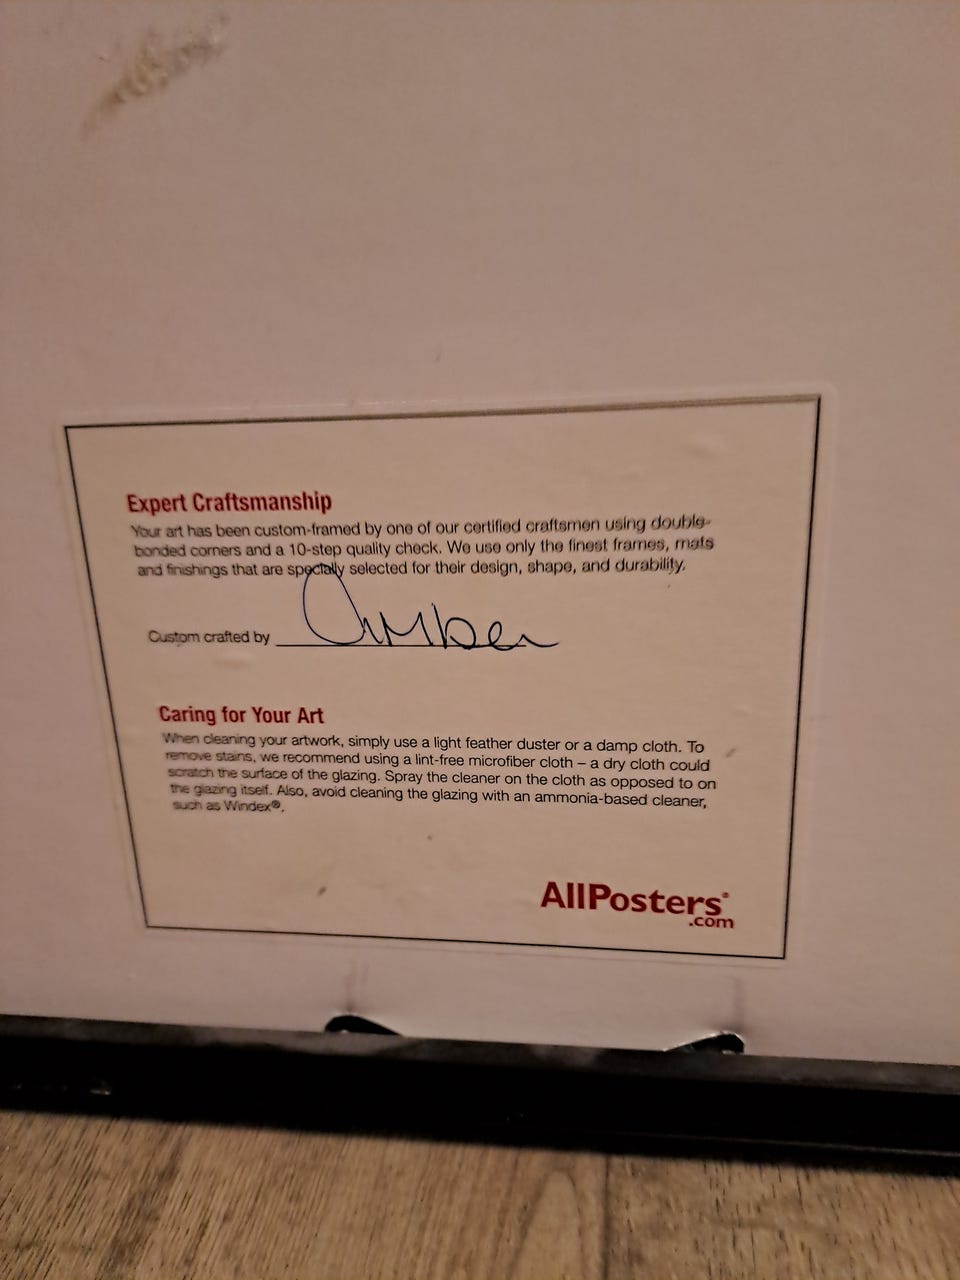 Expert Craftsmanship
Your art has been custom-framed by one of our certified craftsmen using double-
bonded corners and a 10-step quality check. We use only the finest frames, mats
and finishings that are specially selected for their design, shape, and durability.
Custom crafted by Amber
Caring for Your Art
When cleaning your artwork, simply use a light feather duster or a damp cloth. To
remove stains, we recommend using a lint-free microfiber cloth – a dry cloth could
scratch the surface of the glazing. Spray the cleaner on the cloth as opposed to on
the glazing itself. Also, avoid cleaning the glazing with an ammonia-based cleaner,
such as Windex®.
AllPosters®
.com